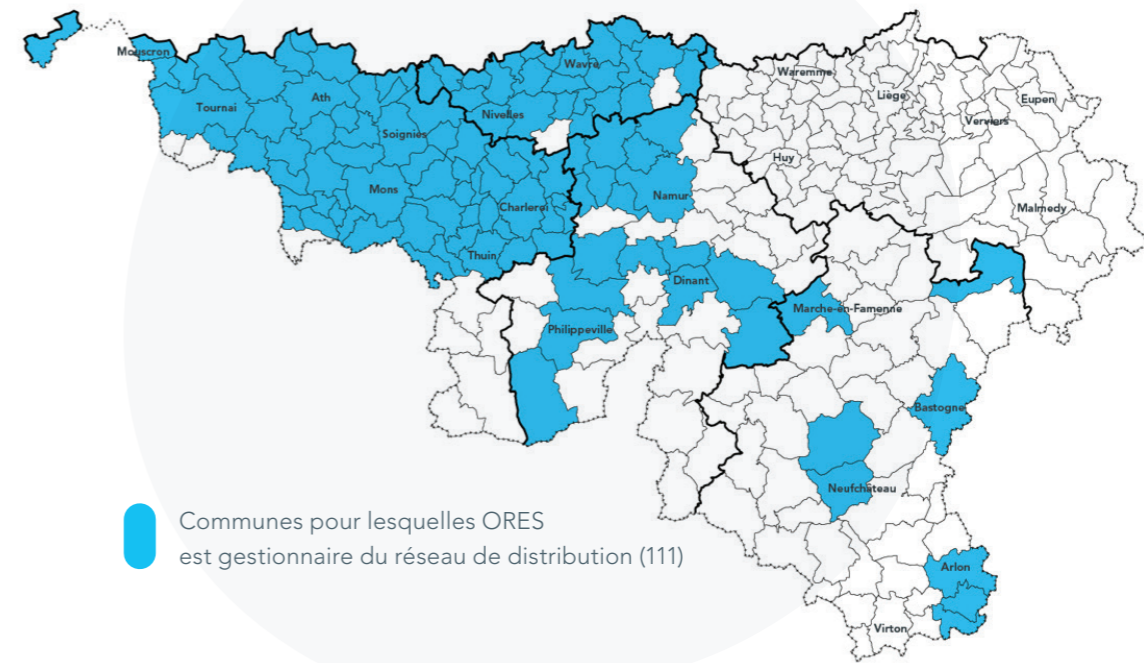 Mouscron
Wavre
Waremme
Liège
Eupen
Tournai
Ath
Nivelles
Verviers
Soignies
Huy
Mons
Namur
Charleroi
Malmedy
Thuin
Dinant
Marche-en-Famenne
Philippeville
Bastogne
Neufchâteau
Communes pour lesquelles ORES
est gestionnaire du réseau de distribution (111)
Arlon
Virton